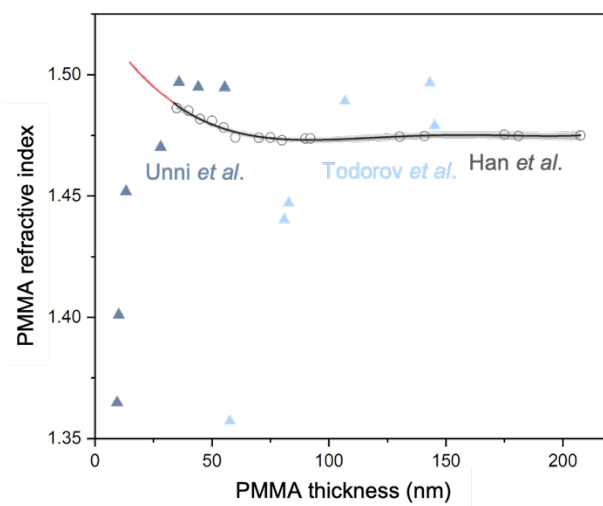 1.50
1.45
1.40
1.35
PMMA refractive index
Unni et al.
Todorov et al.
Han et al.
0
50
100
150
200
PMMA thickness (nm)